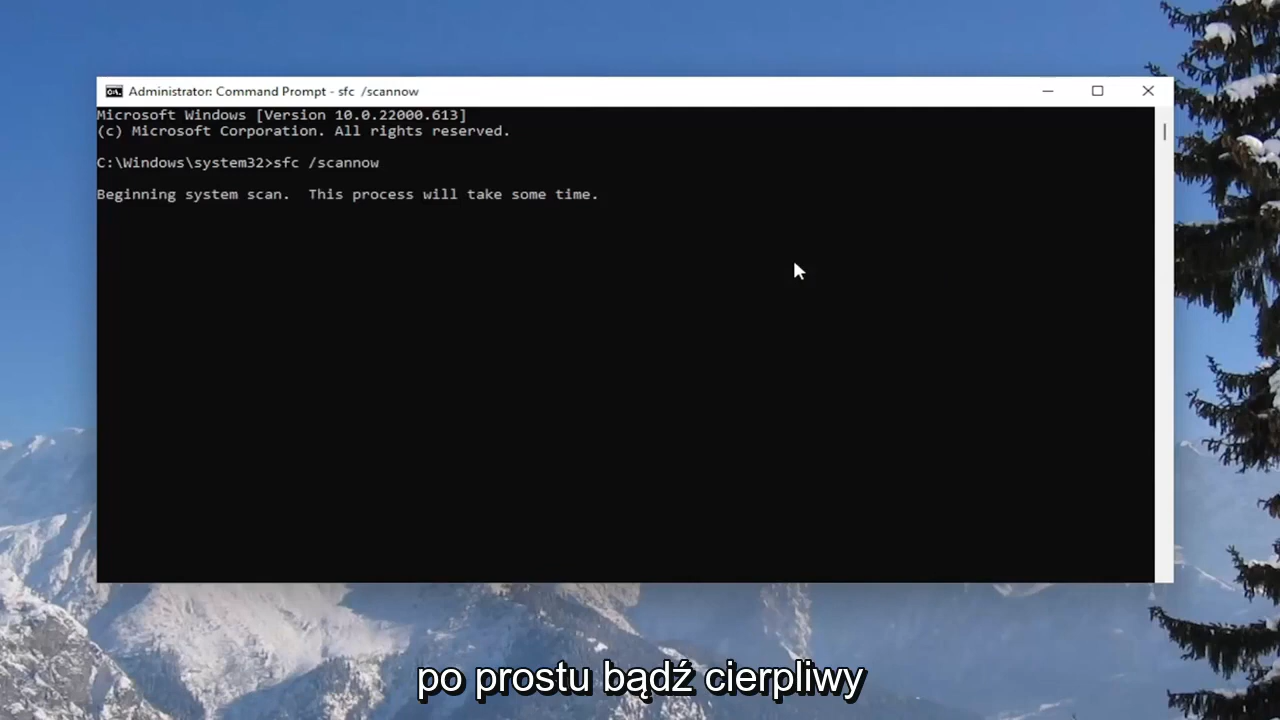 Administrator: Command Prompt - sfc  /scannow
Microsoft Windows [Version 10.0.22000.613]
(c) Microsoft Corporation. All rights reserved.
C:\Windows\system32>sfc /scannow
Beginning system scan.  This process will take some time.
po prostu bądź cierpliwy